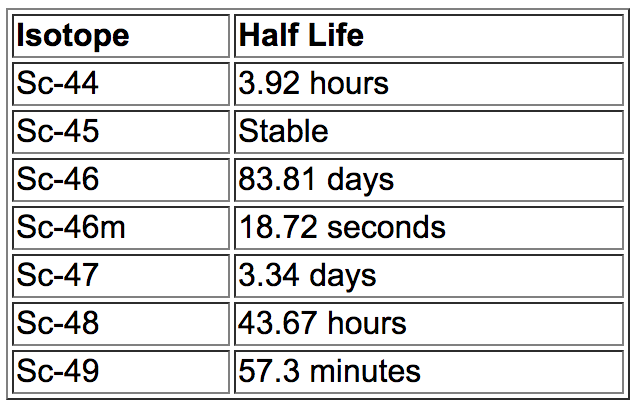 Isotope Half Life
Sc-44 3.92 hours
Sc-45 Stable
Sc-46 83.81 days
Sc-46m 18.72 seconds
Sc-47 3.34 days
Sc-48 43.67 hours
Sc-49 57.3 minutes